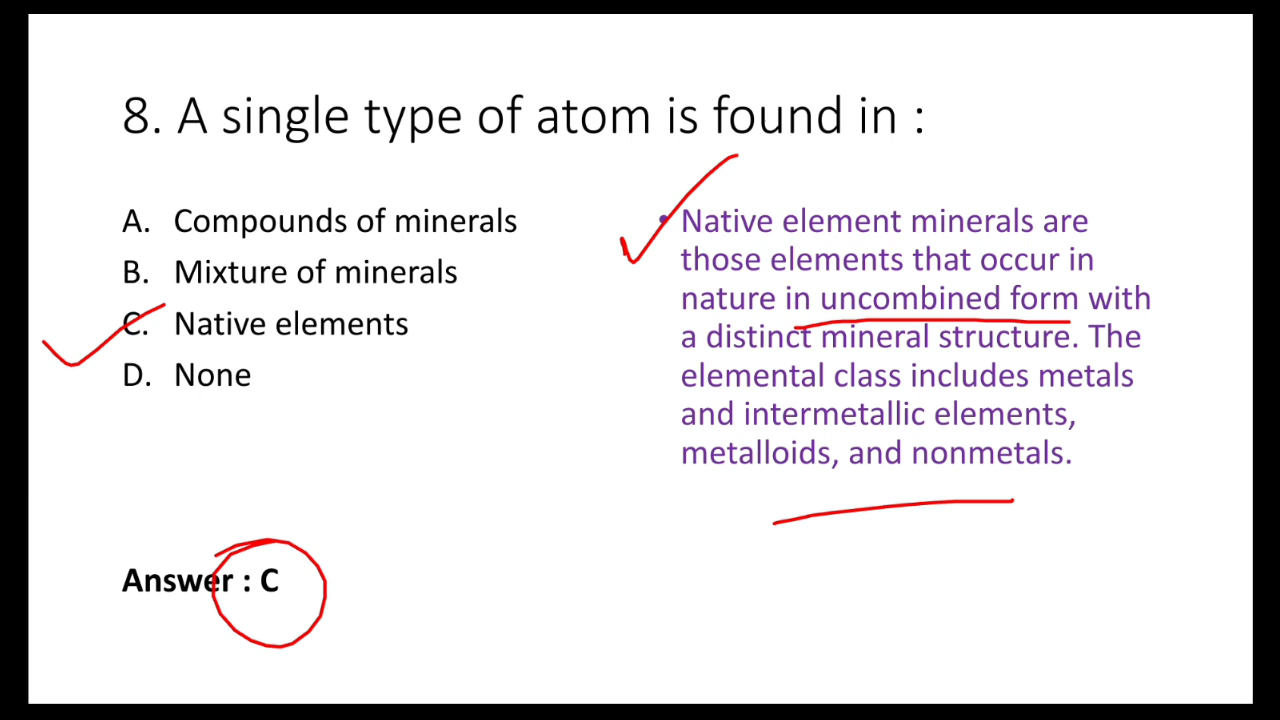 8. A single type of atom is found in :
A. Compounds of minerals
B. Mixture of minerals
C. Native elements
D. None
• Native element minerals are
those elements that occur in
nature in uncombined form with
a distinct mineral structure. The
elemental class includes metals
and intermetallic elements,
metalloids, and nonmetals.
Answer : C